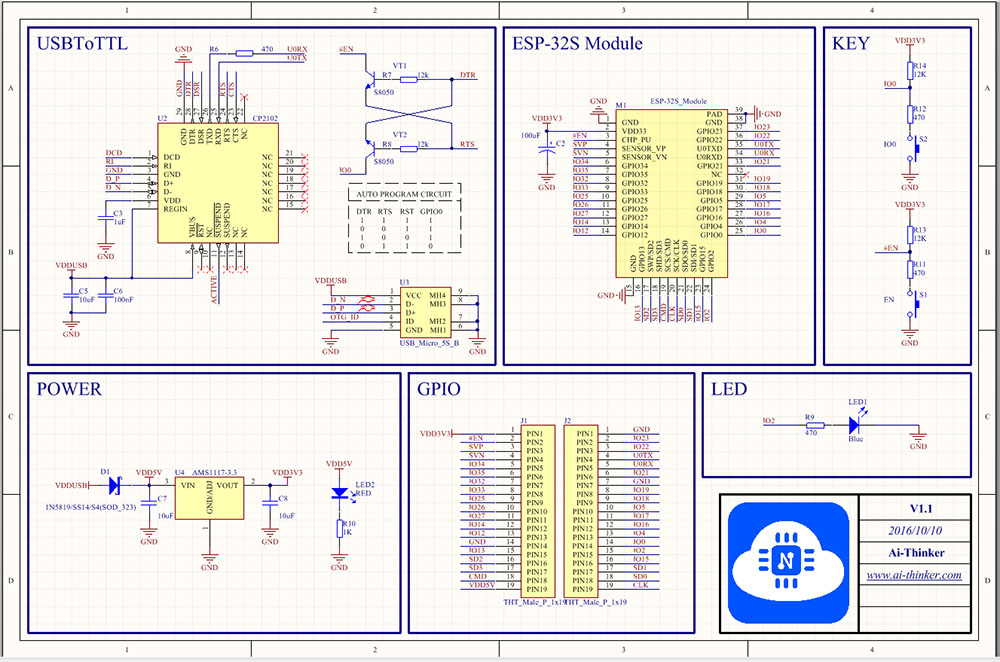 1 2 3 4
A
B
C
D
USBToTTL
GND
R6 470 U0RX
U0TX
GND
DTR
DSR
RTS
CTS
29 28 27 26 25 24 23 22
U2 CP2102
GND DTR DSR TXD RXD RTS CTS NC
DCD 1 DCD NC 21
RI 2 RI NC 20
GND 3 GND NC 19
D_P 4 D+ NC 18
D_N 5 D- NC 17
6 VDD NC 16
7 REGIN NC 15
VBUS RST NC SUSPEND SUSPEND NC NC
8 9 10 11 12 13 14
C3
1uF
GND
VDDUSB
C5
10uF
C6
100nF
GND
ACTIVE
#EN
VT1
R7 12k DTR
S8050
VT2
R8 12k RTS
S8050
IO0
AUTO PROGRAM CIRCUIT
DTR RTS RST GPIO0
1 1 1 1
0 0 1 1
1 0 0 1
0 1 1 0
VDDUSB
U3
D_N
D_P
OTG_ID
1 VCC MH4 9
2 D- MH3 8
3 D+
4 ID MH2 7
5 GND MH1 6
USB_Micro_5S_B
GND
GND
ESP-32S Module
GND
M1 ESP-32S_Module
VDD3V3
100uF
C2
GND
#EN
SVP
SVN
IO34
IO35
IO32
IO33
IO25
IO26
IO27
IO14
IO12
1 GND
2 VDD33
3 CHP_PU
4 SENSOR_VP
5 SENSOR_VN
6 GPIO34
7 GPIO35
8 GPIO32
9 GPIO33
10 GPIO25
11 GPIO26
12 GPIO27
13 GPIO14
14 GPIO12
PAD 39 GND
GND 38
GPIO23 37 IO23
GPIO22 36 IO22
U0TXD 35 U0TX
U0RXD 34 U0RX
GPIO21 33 IO21
NC 32
GPIO19 31 IO19
GPIO18 30 IO18
GPIO5 29 IO5
GPIO17 28 IO17
GPIO16 27 IO16
GPIO4 26 IO4
GPIO0 25 IO0
GND GPIO13 SWP/SD2 SHD/SD3 SCS/CMD SCK/CLK SDO/SD0 SDI/SD1 GPIO15 GPIO2
15 16 17 18 19 20 21 22 23 24
GND
IO13 SD2 SD3 CMD CLK SD0 SD1 IO15 IO2
KEY
VDD3V3
R14
12K
IO0
R12
470
IO0 S2
GND
VDD3V3
R13
12K
#EN
R11
470
EN S1
GND
POWER
VDDUSB
D1
1N5819/SS14/S4(SOD_323)
VDD5V
C7
10uF
GND
U4 AMS1117-3.3
3 VIN VOUT 2
GND/ADJ
1
GND
VDD3V3
C8
10uF
GND
VDD5V
LED2
RED
R10
1K
GND
GPIO
J1
VDD3V3 1 PIN1
#EN 2 PIN2
SVP 3 PIN3
SVN 4 PIN4
IO34 5 PIN5
IO35 6 PIN6
IO32 7 PIN7
IO33 8 PIN8
IO25 9 PIN9
IO26 10 PIN10
IO27 11 PIN11
IO14 12 PIN12
IO12 13 PIN13
GND 14 PIN14
IO13 15 PIN15
SD2 16 PIN16
SD3 17 PIN17
CMD 18 PIN18
VDD5V 19 PIN19
THT_Male_P_1x19
J2
PIN1 1 GND
PIN2 2 IO23
PIN3 3 IO22
PIN4 4 U0TX
PIN5 5 U0RX
PIN6 6 IO21
PIN7 7 GND
PIN8 8 IO19
PIN9 9 IO18
PIN10 10 IO5
PIN11 11 IO17
PIN12 12 IO16
PIN13 13 IO4
PIN14 14 IO0
PIN15 15 IO2
PIN16 16 IO15
PIN17 17 SD1
PIN18 18 SD0
PIN19 19 CLK
THT_Male_P_1x19
LED
IO2
R9
470
LED1
Blue
GND
N
V1.1
2016/10/10
Ai-Thinker
www.ai-thinker.com
A
B
C
D
1 2 3 4